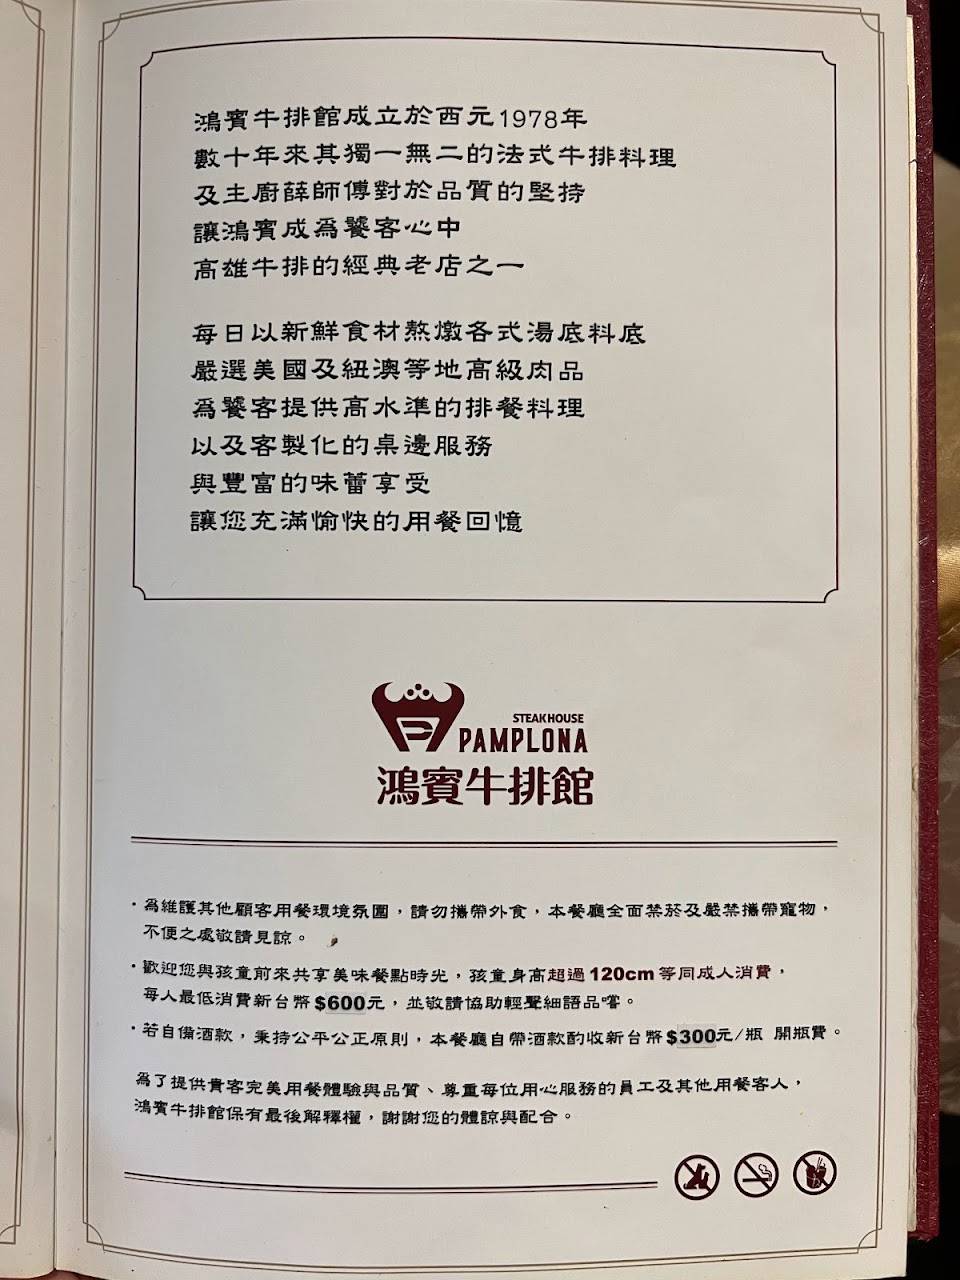 鴻賓牛排館成立於西元1978年
數十年來其獨一無二的法式牛排料理
及主廚薛師傅對於品質的堅持
讓鴻賓成為饕客心中
高雄牛排的經典老店之一
每日以新鮮食材熬燉各式湯底料底
嚴選美國及紐澳等地高級肉品
為饕客提供高水準的排餐料理
以及客製化的桌邊服務
與豐富的味蕾享受
讓您充滿愉快的用餐回憶
STEAKHOUSE
PAMPLONA
鴻賓牛排館
・為維護其他顧客用餐環境氛圍，請勿攜帶外食，本餐廳全面禁菸及嚴禁攜帶寵物，
不便之處敬請見諒。
・歡迎您與孩童前來共享美味餐點時光，孩童身高超過120cm等同成人消費，
每人最低消費新台幣$600元，並敬請協助輕聲細語品嚐。
・若自備酒款，秉持公平公正原則，本餐廳自帶酒款酌收新台幣$300元/瓶 開瓶費。
為了提供貴客完美用餐體驗與品質、尊重每位用心服務的員工及其他用餐客人，
鴻賓牛排館保有最後解釋權，謝謝您的體諒與配合。